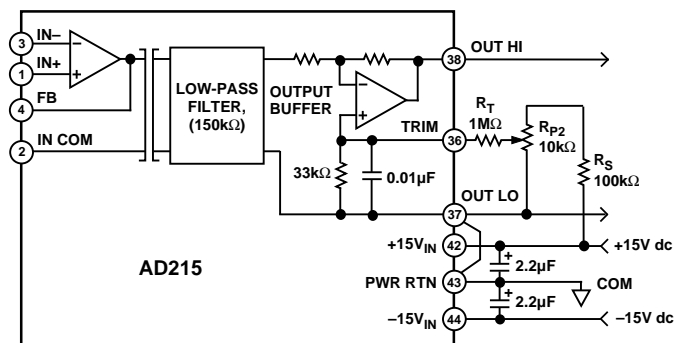 3
IN–
1
IN+
4
FB
2
IN COM
LOW-PASS
FILTER,
(150kΩ)
OUTPUT
BUFFER
38
OUT HI
TRIM
36
R_T
1MΩ
R_P2
10kΩ
R_S
100kΩ
33kΩ
0.01µF
OUT LO
37
+15V_IN
42
+15V dc
+
2.2µF
PWR RTN
43
COM
+
2.2µF
–15V_IN
44
–15V dc
AD215